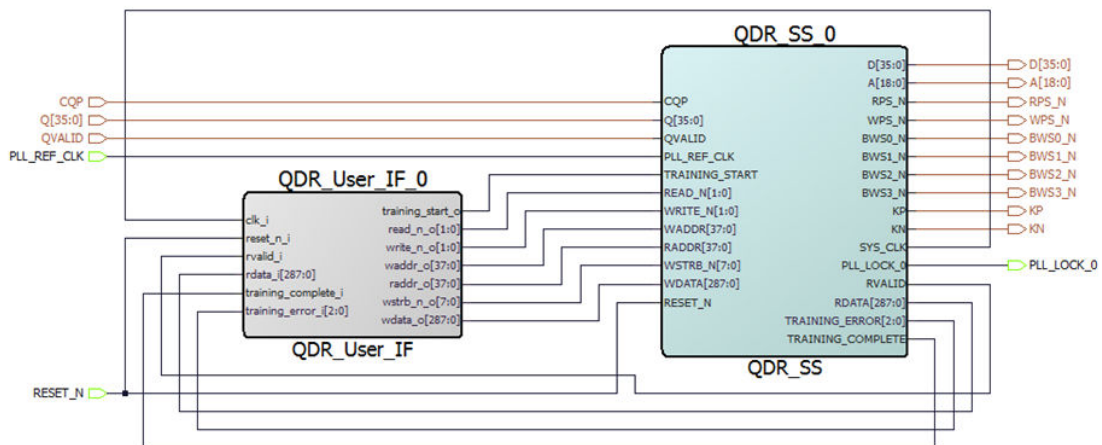 QDR_SS_0
D[35:0]
D[35:0]
A[18:0]
A[18:0]
CQP
CQP
RPS_N
RPS_N
Q[35:0]
Q[35:0]
WPS_N
WPS_N
QVALID
QVALID
BWS0_N
BWS0_N
PLL_REF_CLK
PLL_REF_CLK
BWS1_N
BWS1_N
TRAINING_START
BWS2_N
BWS2_N
READ_N[1:0]
BWS3_N
BWS3_N
WRITE_N[1:0]
KP
KP
WADDR[37:0]
KN
KN
RADDR[37:0]
SYS_CLK
WSTRB_N[7:0]
PLL_LOCK_0
PLL_LOCK_0
WDATA[287:0]
RVALID
RESET_N
RDATA[287:0]
TRAINING_ERROR[2:0]
TRAINING_COMPLETE
QDR_SS
QDR_User_IF_0
training_start_o
clk_i
read_n_o[1:0]
reset_n_i
write_n_o[1:0]
rvalid_i
waddr_o[37:0]
rdata_i[287:0]
raddr_o[37:0]
training_complete_i
wstrb_n_o[7:0]
training_error_i[2:0]
wdata_o[287:0]
QDR_User_IF
RESET_N